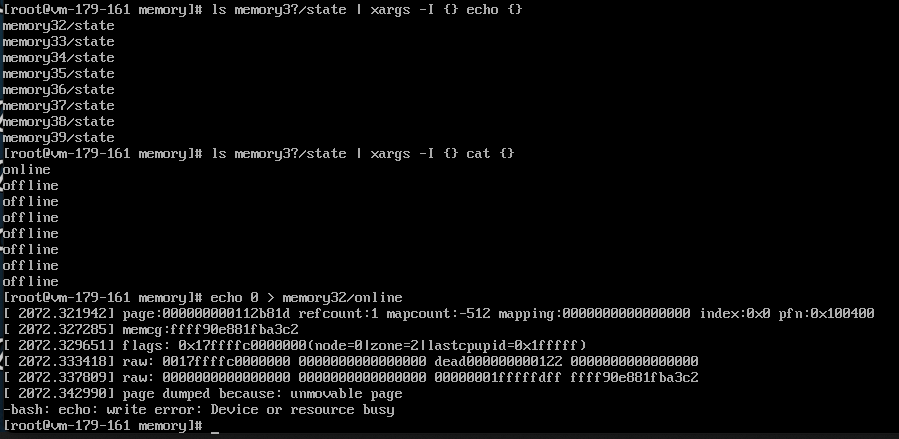 [root@vm-179-161 memory]# ls memory3?/state | xargs -I {} echo {}
memory32/state
memory33/state
memory34/state
memory35/state
memory36/state
memory37/state
memory38/state
memory39/state
[root@vm-179-161 memory]# ls memory3?/state | xargs -I {} cat {}
online
offline
offline
offline
offline
offline
offline
offline
[root@vm-179-161 memory]# echo 0 > memory32/online
[ 2072.321942] page:000000000112b81d refcount:1 mapcount:-512 mapping:0000000000000000 index:0x0 pfn:0x100400
[ 2072.327285] memcg:ffff90e881fba3c2
[ 2072.329651] flags: 0x17ffffc0000000(node=0|zone=2|lastcpupid=0x1fffff)
[ 2072.333418] raw: 0017ffffc0000000 0000000000000000 dead000000000122 0000000000000000
[ 2072.337809] raw: 0000000000000000 0000000000000000 00000001fffffdff ffff90e881fba3c2
[ 2072.342990] page dumped because: unmovable page
-bash: echo: write error: Device or resource busy
[root@vm-179-161 memory]# _